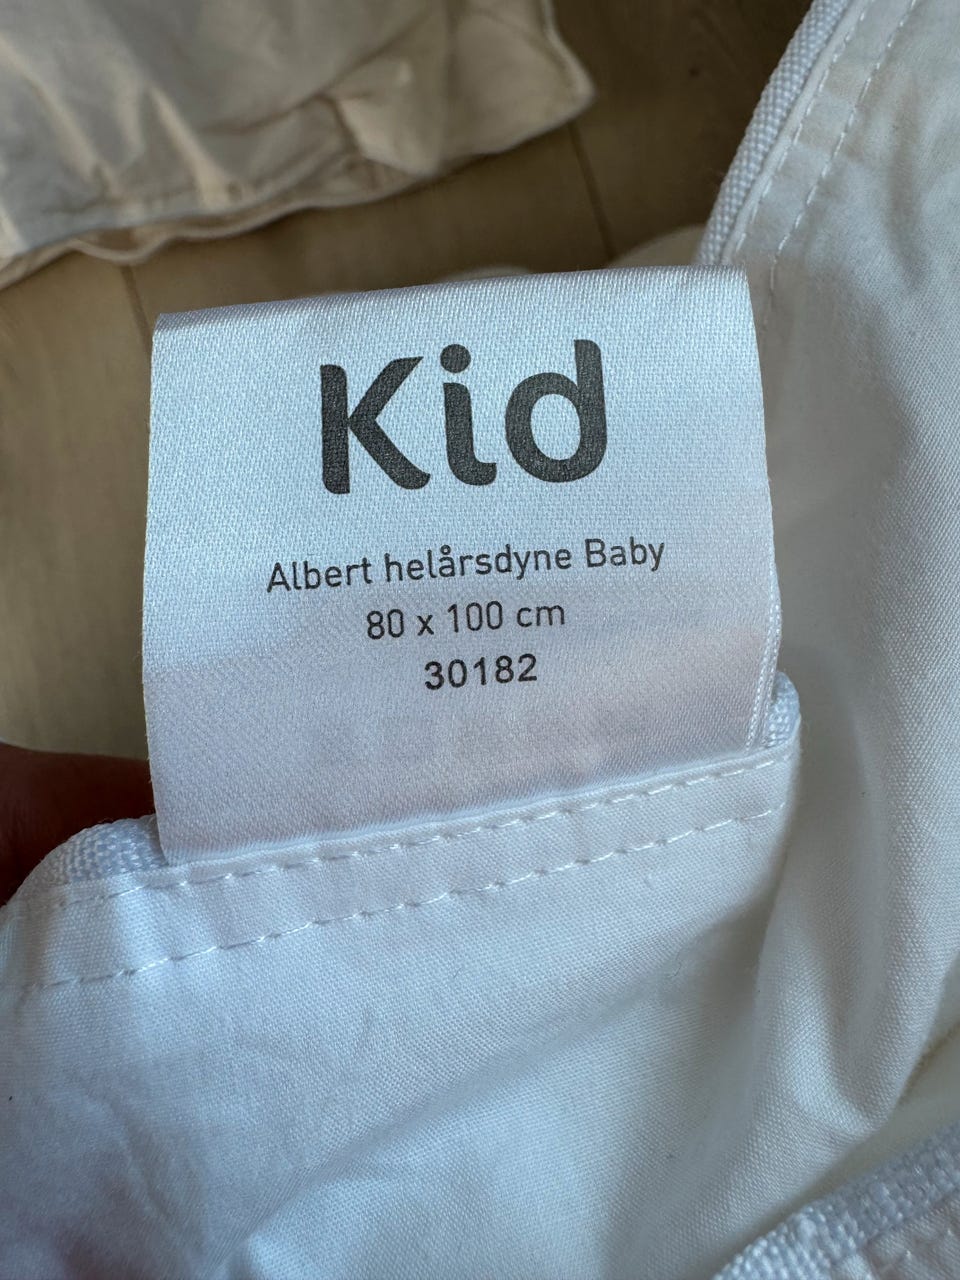 Kid
Albert helårsdyne Baby
80 x 100 cm
30182